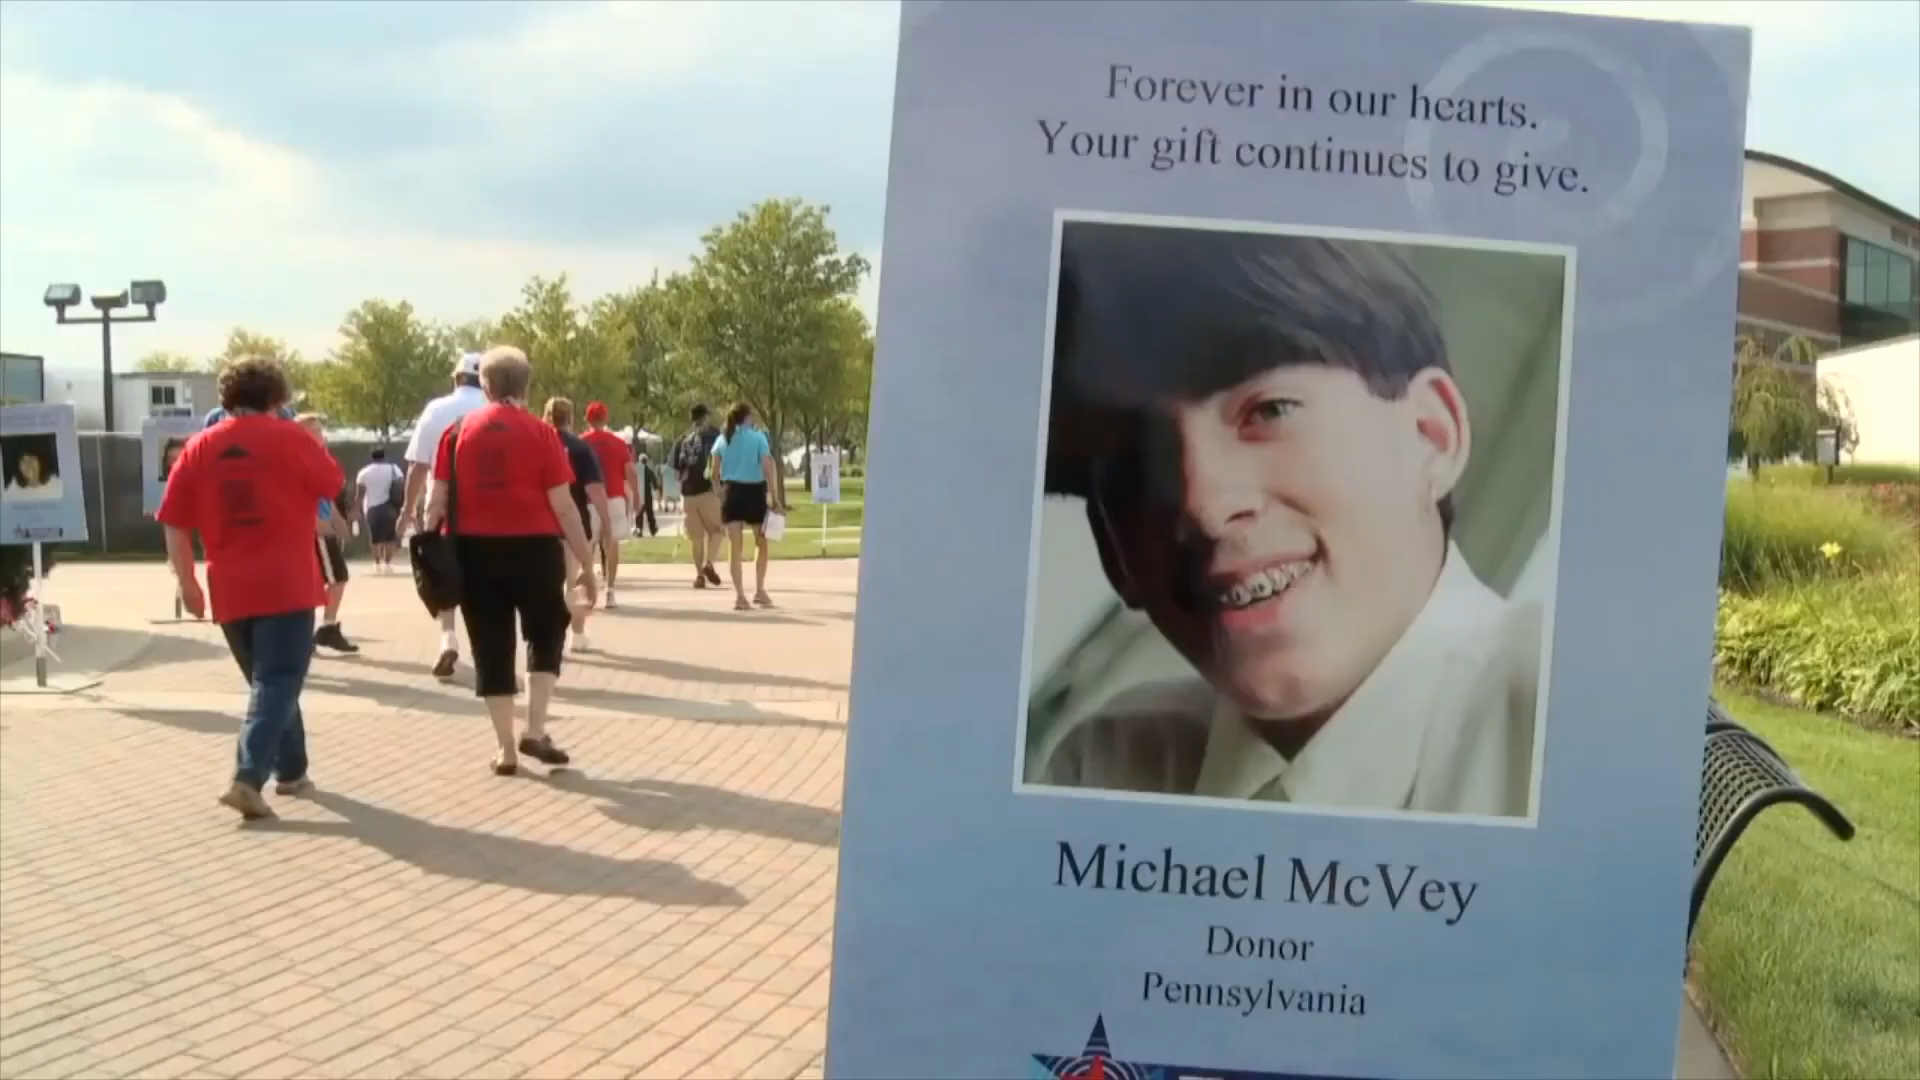 Forever in our hearts.
Your gift continues to give.
Michael McVey
Donor
Pennsylvania